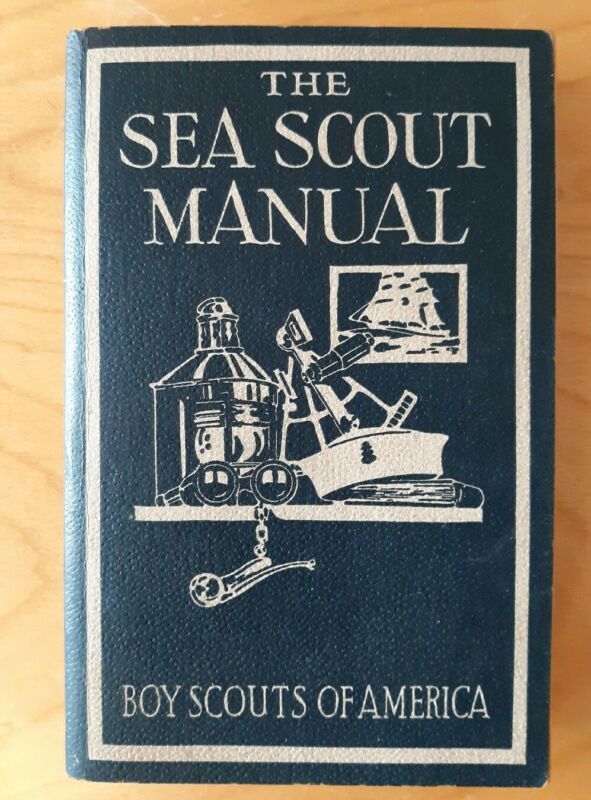 THE
SEA SCOUT
MANUAL
BOY SCOUTS OF AMERICA